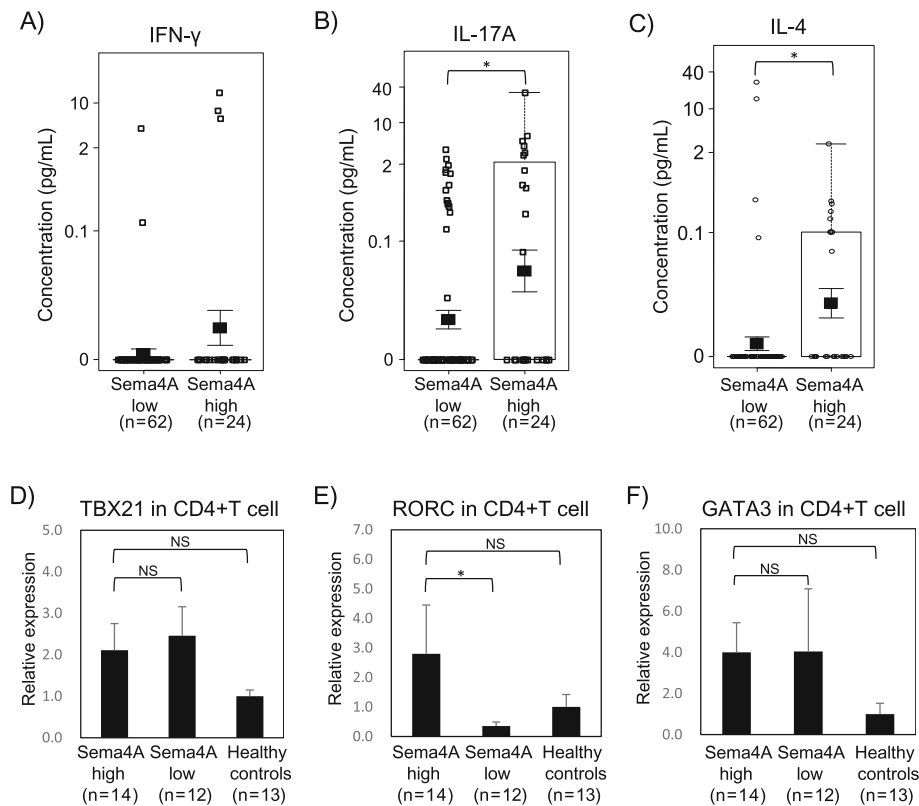 A)
IFN-γ
Concentration (pg/mL)
10
2
0.1
0
Sema4A
low
(n=62)
Sema4A
high
(n=24)
B)
IL-17A
*
Concentration (pg/mL)
40
10
2
0.1
0
Sema4A
low
(n=62)
Sema4A
high
(n=24)
C)
IL-4
*
Concentration (pg/mL)
40
10
2
0.1
0
Sema4A
low
(n=62)
Sema4A
high
(n=24)
D)
TBX21 in CD4+T cell
Relative expression
5.0
4.0
3.0
2.0
1.0
0.0
NS
NS
Sema4A
high
(n=14)
Sema4A
low
(n=12)
Healthy
controls
(n=13)
E)
RORC in CD4+T cell
Relative expression
7.0
6.0
5.0
4.0
3.0
2.0
1.0
0.0
NS
*
Sema4A
high
(n=14)
Sema4A
low
(n=12)
Healthy
controls
(n=13)
F)
GATA3 in CD4+T cell
Relative expression
10.0
8.0
6.0
4.0
2.0
0.0
NS
NS
Sema4A
high
(n=14)
Sema4A
low
(n=12)
Healthy
controls
(n=13)